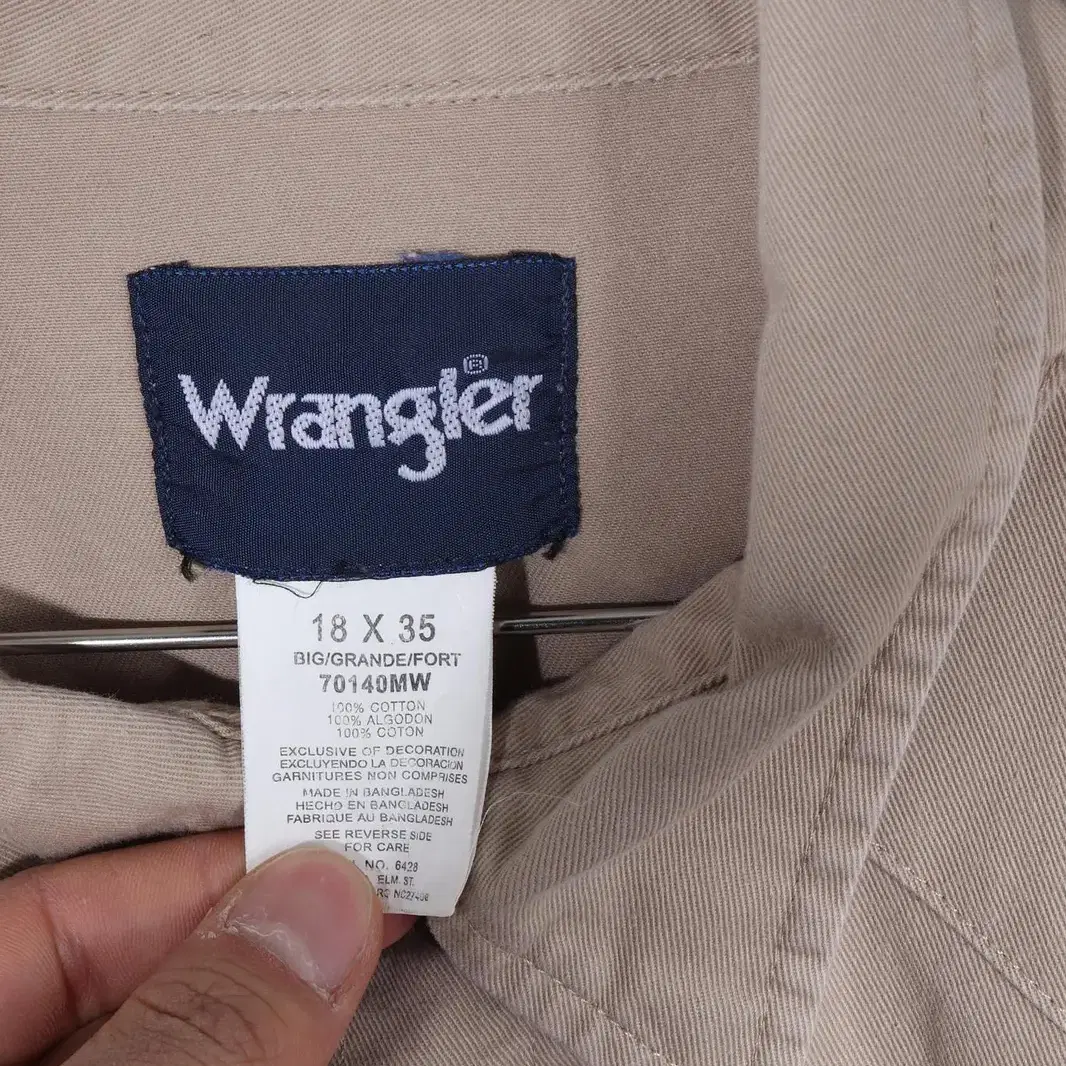 Wrangler®
18 X 35
BIG/GRANDE/FORT
70140MW
100% COTTON
100% ALGODON
100% COTON
EXCLUSIVE OF DECORATION
EXCLUYENDO LA DECORACION
GARNITURES NON COMPRISES
MADE IN BANGLADESH
HECHO EN BANGLADESH
FABRIQUE AU BANGLADESH
SEE REVERSE SIDE
FOR CARE
NO. 6428
ELM ST.